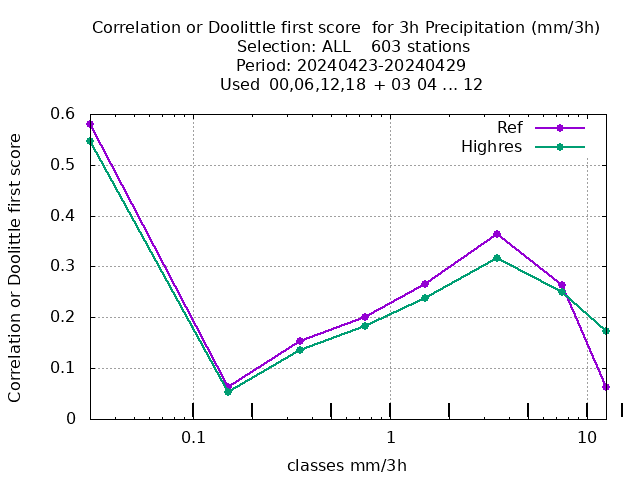 Correlation or Doolittle first score  for 3h Precipitation (mm/3h)
Selection: ALL    603 stations
Period: 20240423-20240429
Used 00,06,12,18 + 03 04 ... 12
Ref
Highres
Correlation or Doolittle first score
0.6
0.5
0.4
0.3
0.2
0.1
0
0.1 1 10
classes mm/3h